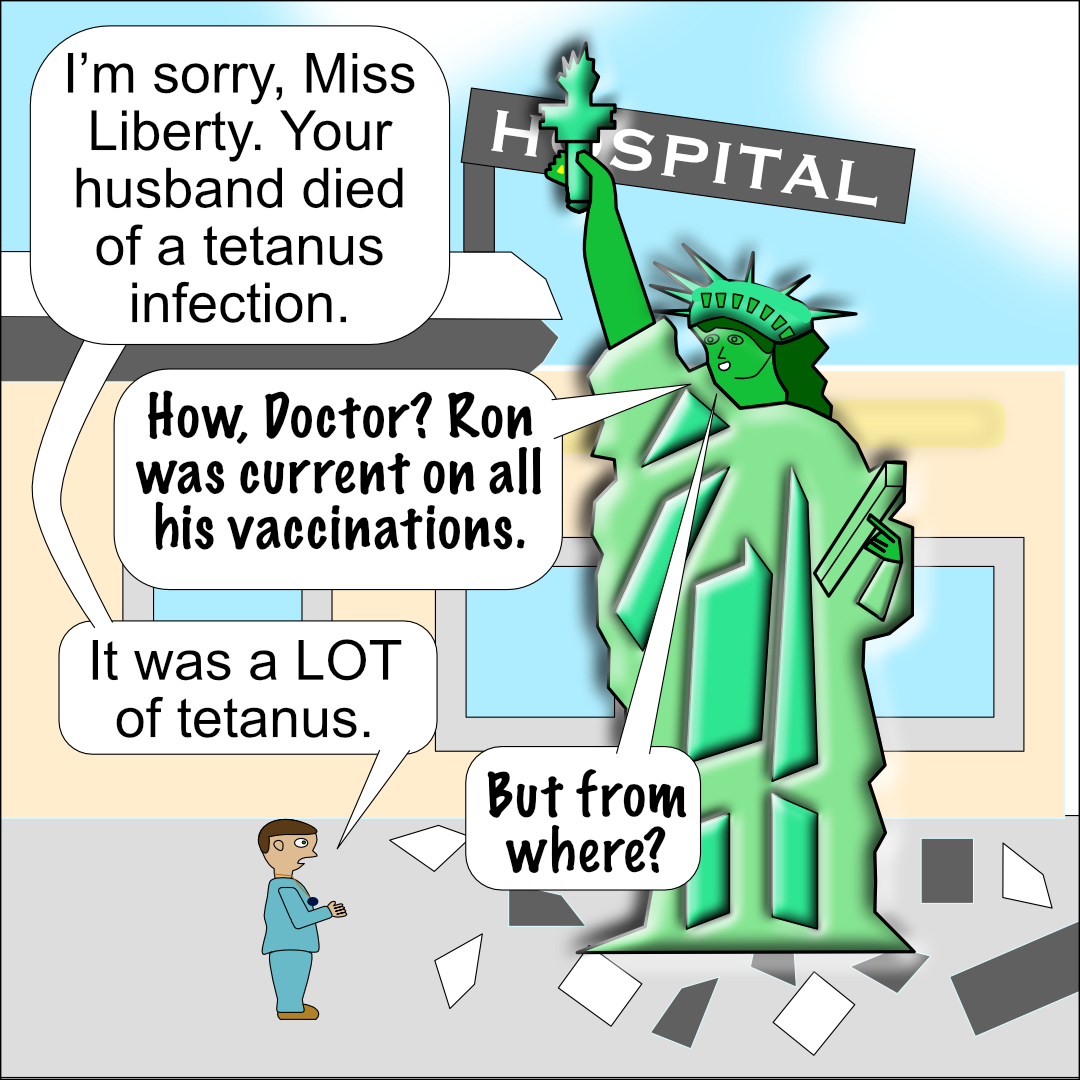 I'm sorry, Miss
Liberty. Your
husband died
of a tetanus
infection.
HOSPITAL
How, Doctor? Ron
was current on all
his vaccinations.
It was a LOT
of tetanus.
But from
where?